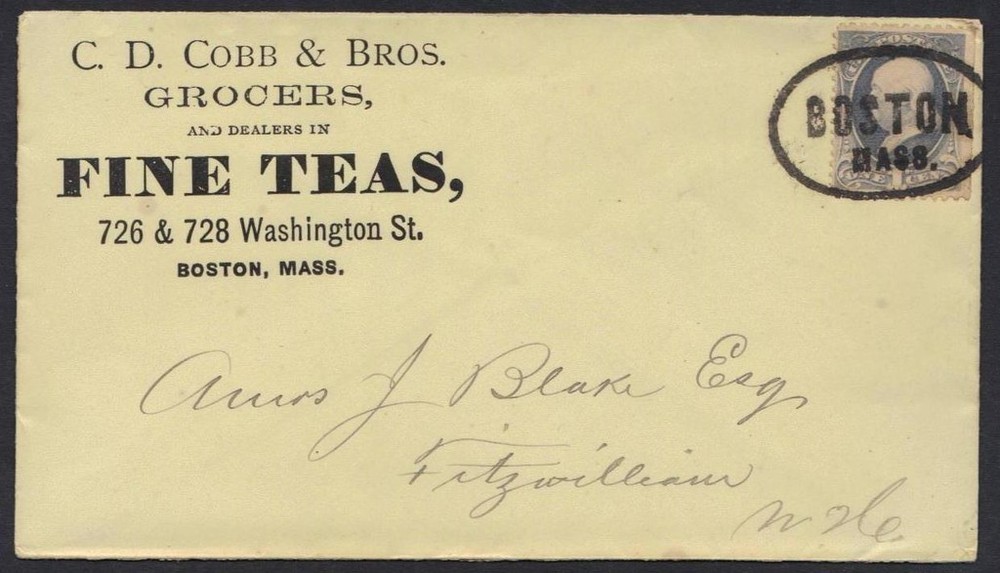 C. D. COBB & BROS.
GROCERS,
AND DEALERS IN
FINE TEAS,
726 & 728 Washington St.
BOSTON, MASS.
POST
BOSTON
MASS.
Amos J Blake Esq
Fitzwilliam
N H